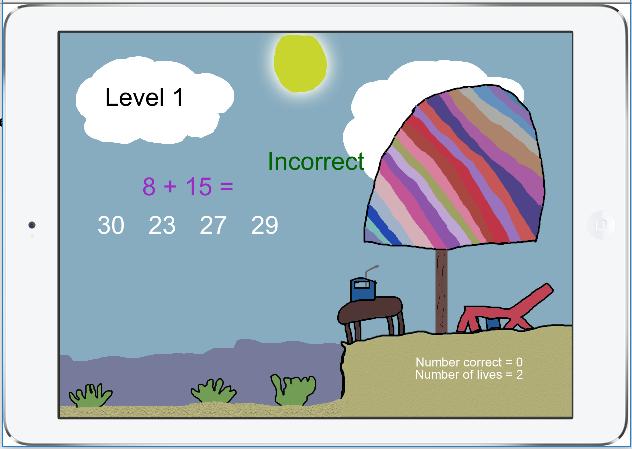 Level 1
Incorrect
8 + 15 =
30 23 27 29
Number correct = 0
Number of lives = 2